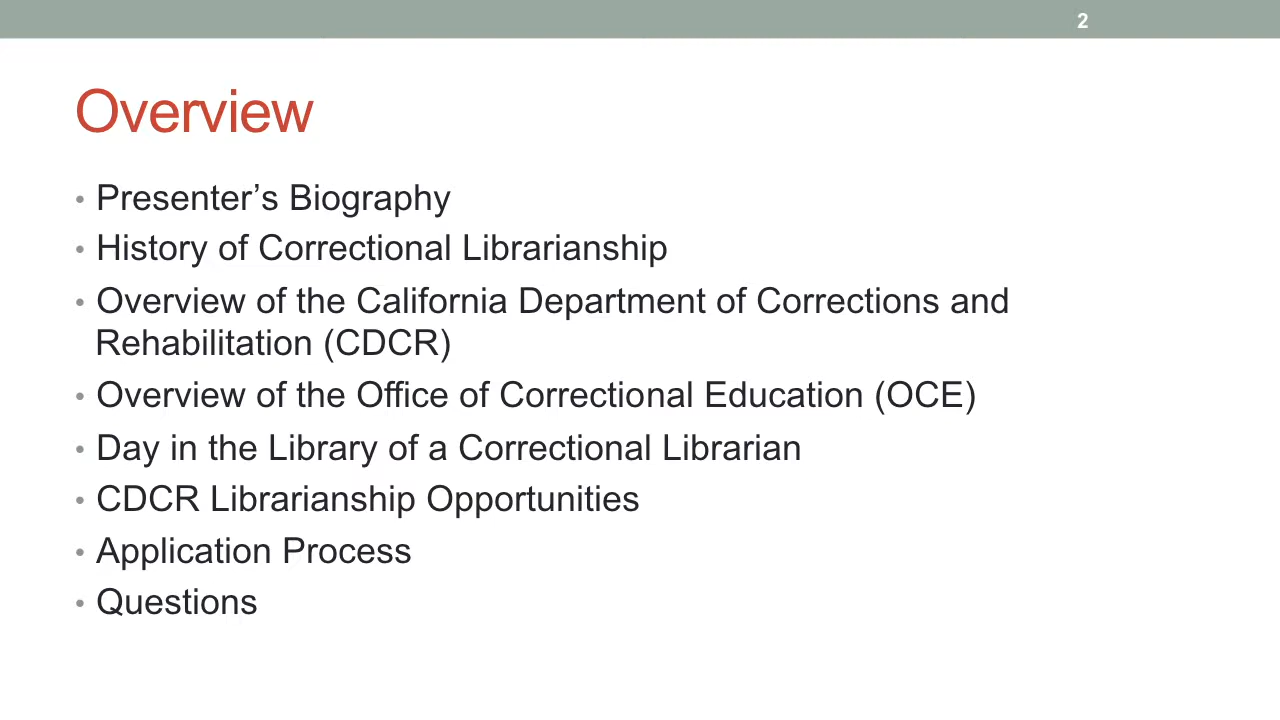 2
Overview
• Presenter’s Biography
• History of Correctional Librarianship
• Overview of the California Department of Corrections and
Rehabilitation (CDCR)
• Overview of the Office of Correctional Education (OCE)
• Day in the Library of a Correctional Librarian
• CDCR Librarianship Opportunities
• Application Process
• Questions